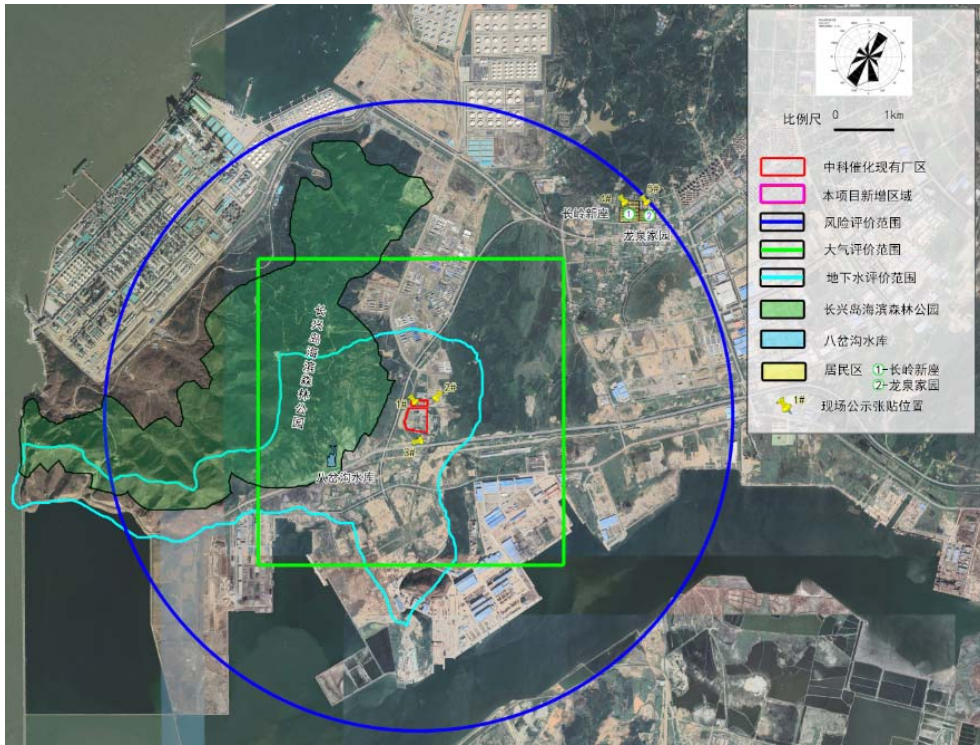 比例尺 0 1km
中科催化现有厂区
本项目新增区域
风险评价范围
大气评价范围
地下水评价范围
长兴岛海滨森林公园
八岔沟水库
居民区 ①-长岭新座
②-龙泉家园
1# 现场公示张贴位置
4# 5#
长岭新座 ① ②
龙泉家园
长兴岛海滨森林公园
1# 2#
3#
八岔沟水库